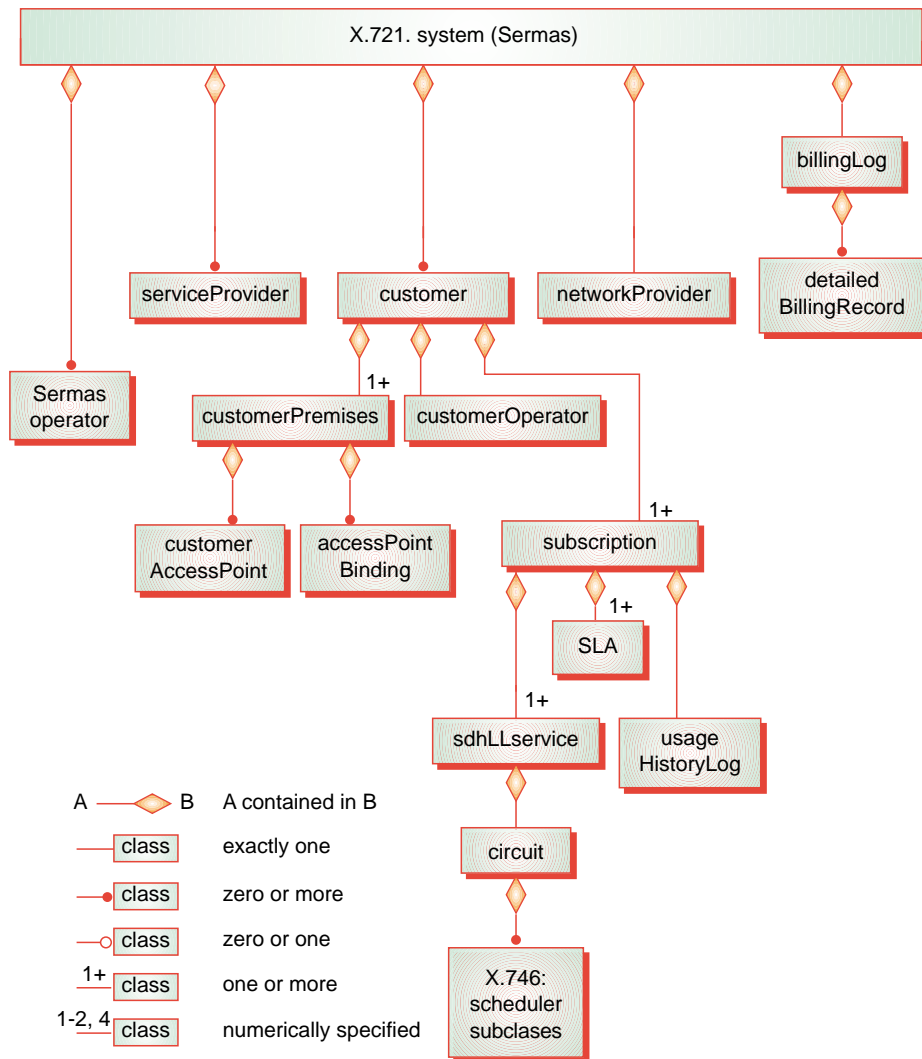 X.721. system (Sermas)
billingLog
serviceProvider
customer
networkProvider
detailed
BillingRecord
1+
Sermas
operator
customerPremises
customerOperator
1+
customer
AccessPoint
accessPoint
Binding
subscription
1+
SLA
1+
sdhLLservice
usage
HistoryLog
A
B
A contained in B
class
exactly one
circuit
class
zero or more
class
zero or one
1+
class
one or more
X.746:
scheduler
subclases
1-2, 4
class
numerically specified